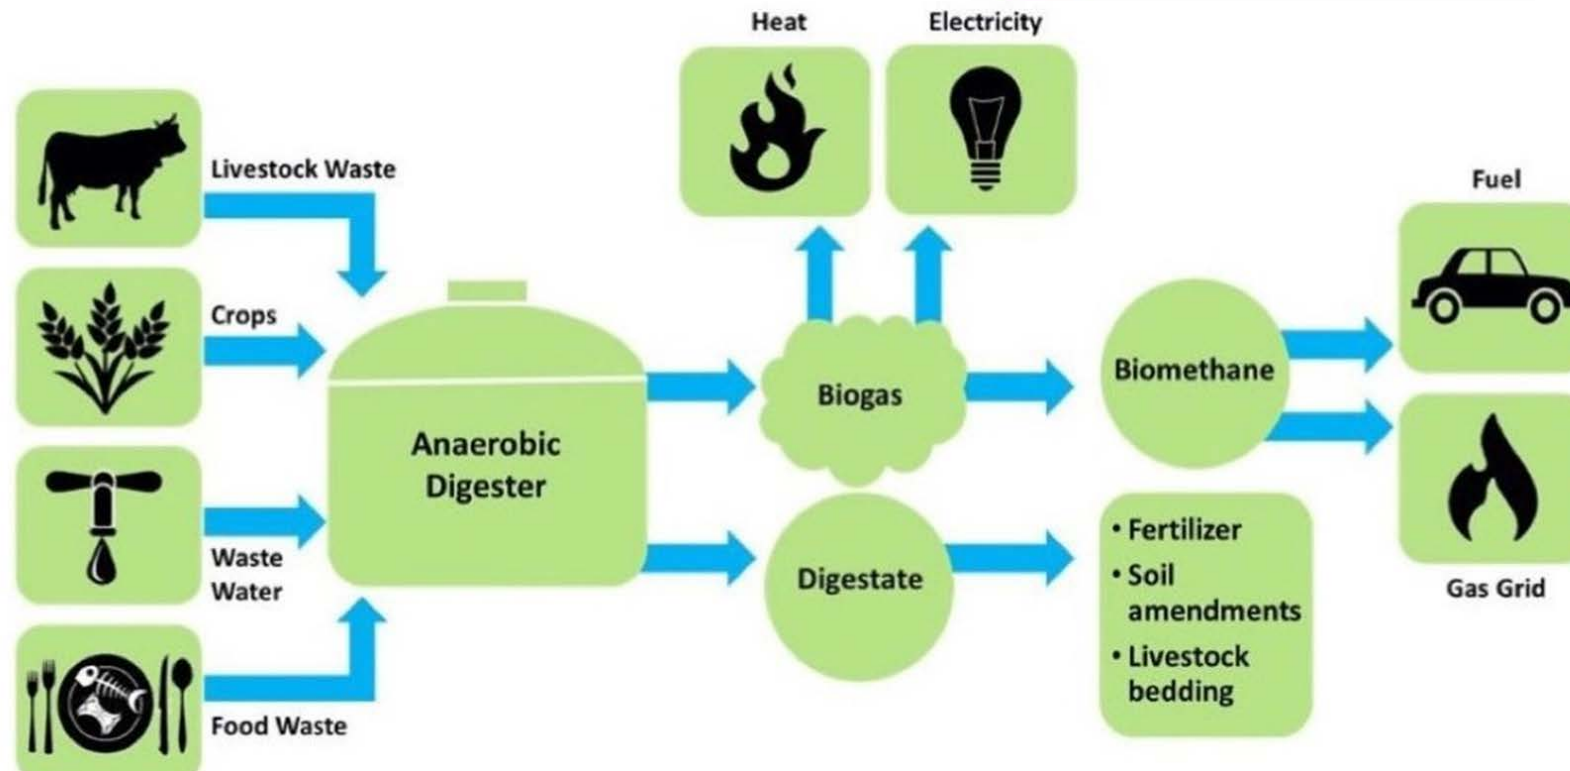 Heat
Electricity
Livestock Waste
Crops
Waste
Water
Food Waste
Anaerobic
Digester
Biogas
Digestate
Biomethane
• Fertilizer
• Soil
amendments
• Livestock
bedding
Fuel
Gas Grid